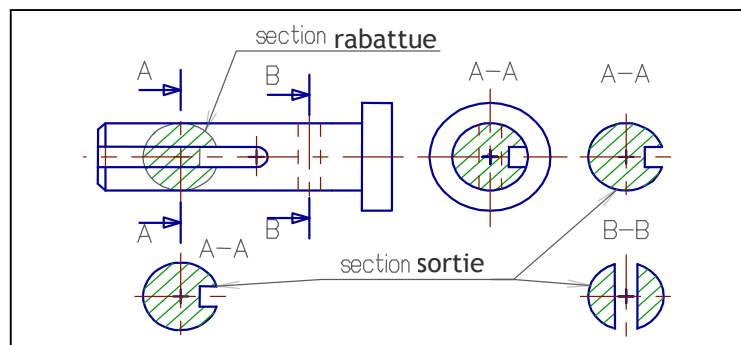 section rabattue
A
B
A-A
A-A
A
B
A-A
B-B
section sortie